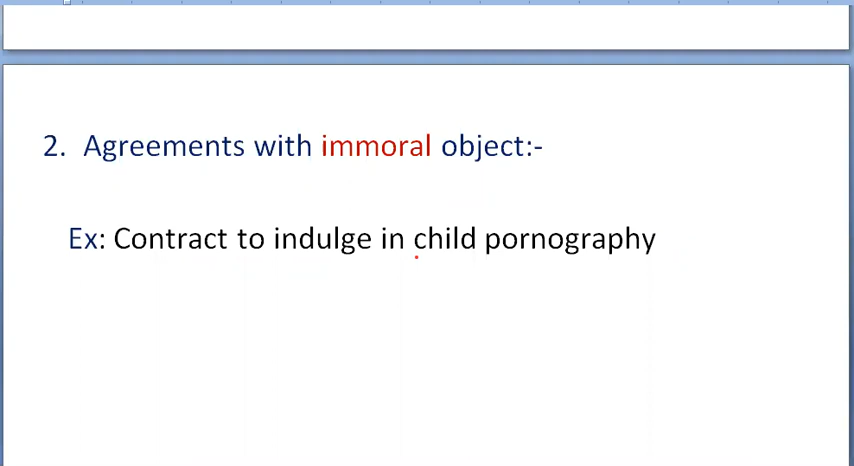 2. Agreements with immoral object:-
Ex: Contract to indulge in child pornography